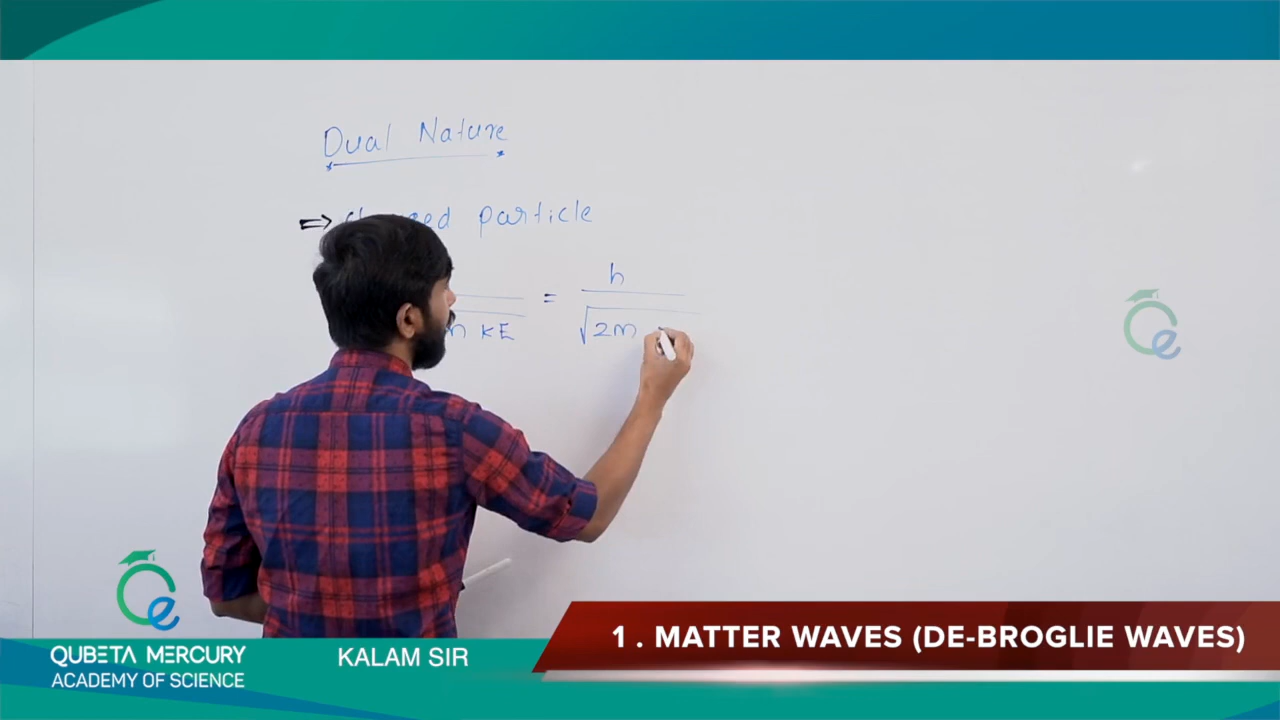 Dual Nature
⇒ particle
KE = h
√2m
1. MATTER WAVES (DE-BROGLIE WAVES)
QUBETA MERCURY KALAM SIR
ACADEMY OF SCIENCE